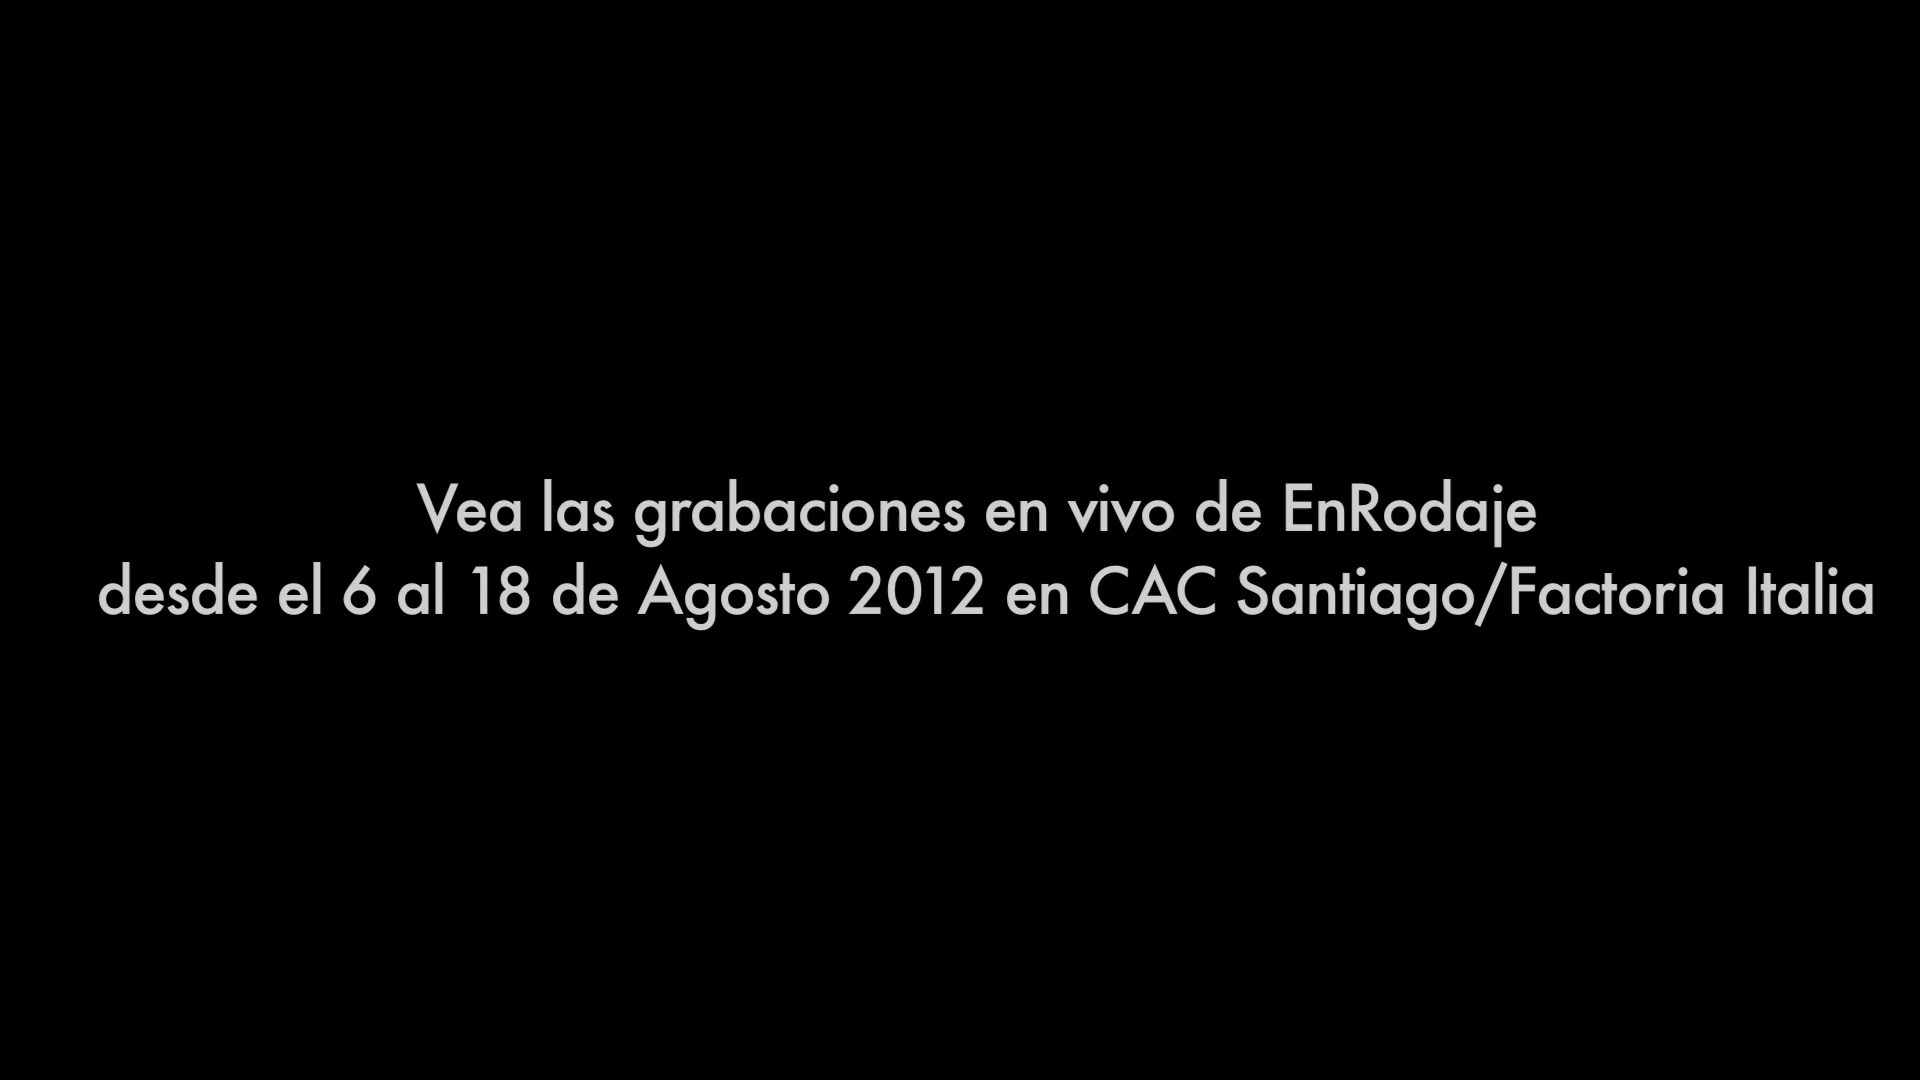 Vea las grabaciones en vivo de EnRodaje
desde el 6 al 18 de Agosto 2012 en CAC Santiago/Factoria Italia